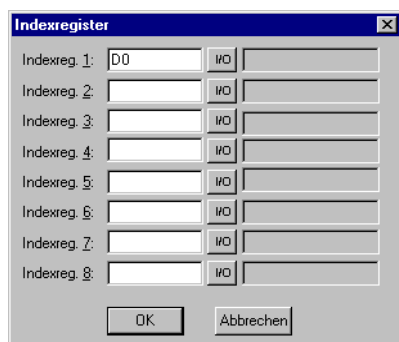 Indexregister
Indexreg. 1: D0 I/O
Indexreg. 2: I/O
Indexreg. 3: I/O
Indexreg. 4: I/O
Indexreg. 5: I/O
Indexreg. 6: I/O
Indexreg. 7: I/O
Indexreg. 8: I/O
OK Abbrechen